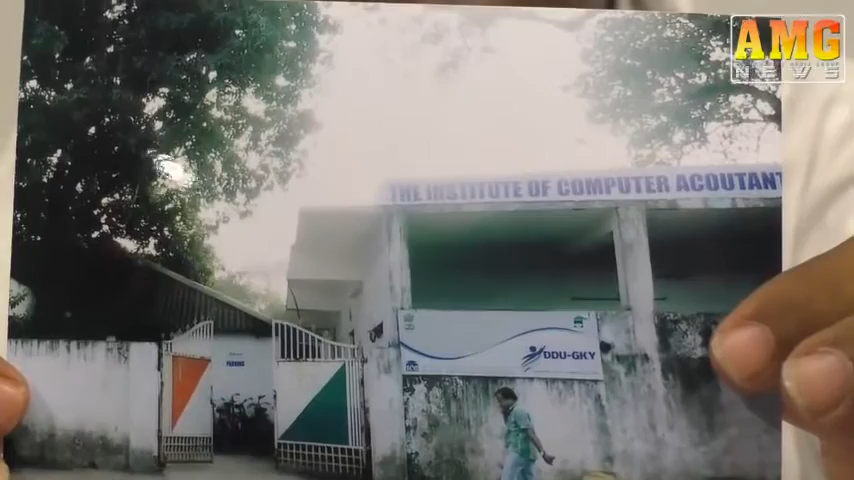 AMG
NEWS
THE INSTITUTE OF COMPUTER ACOUTANT
PARKING
DDU-GKY